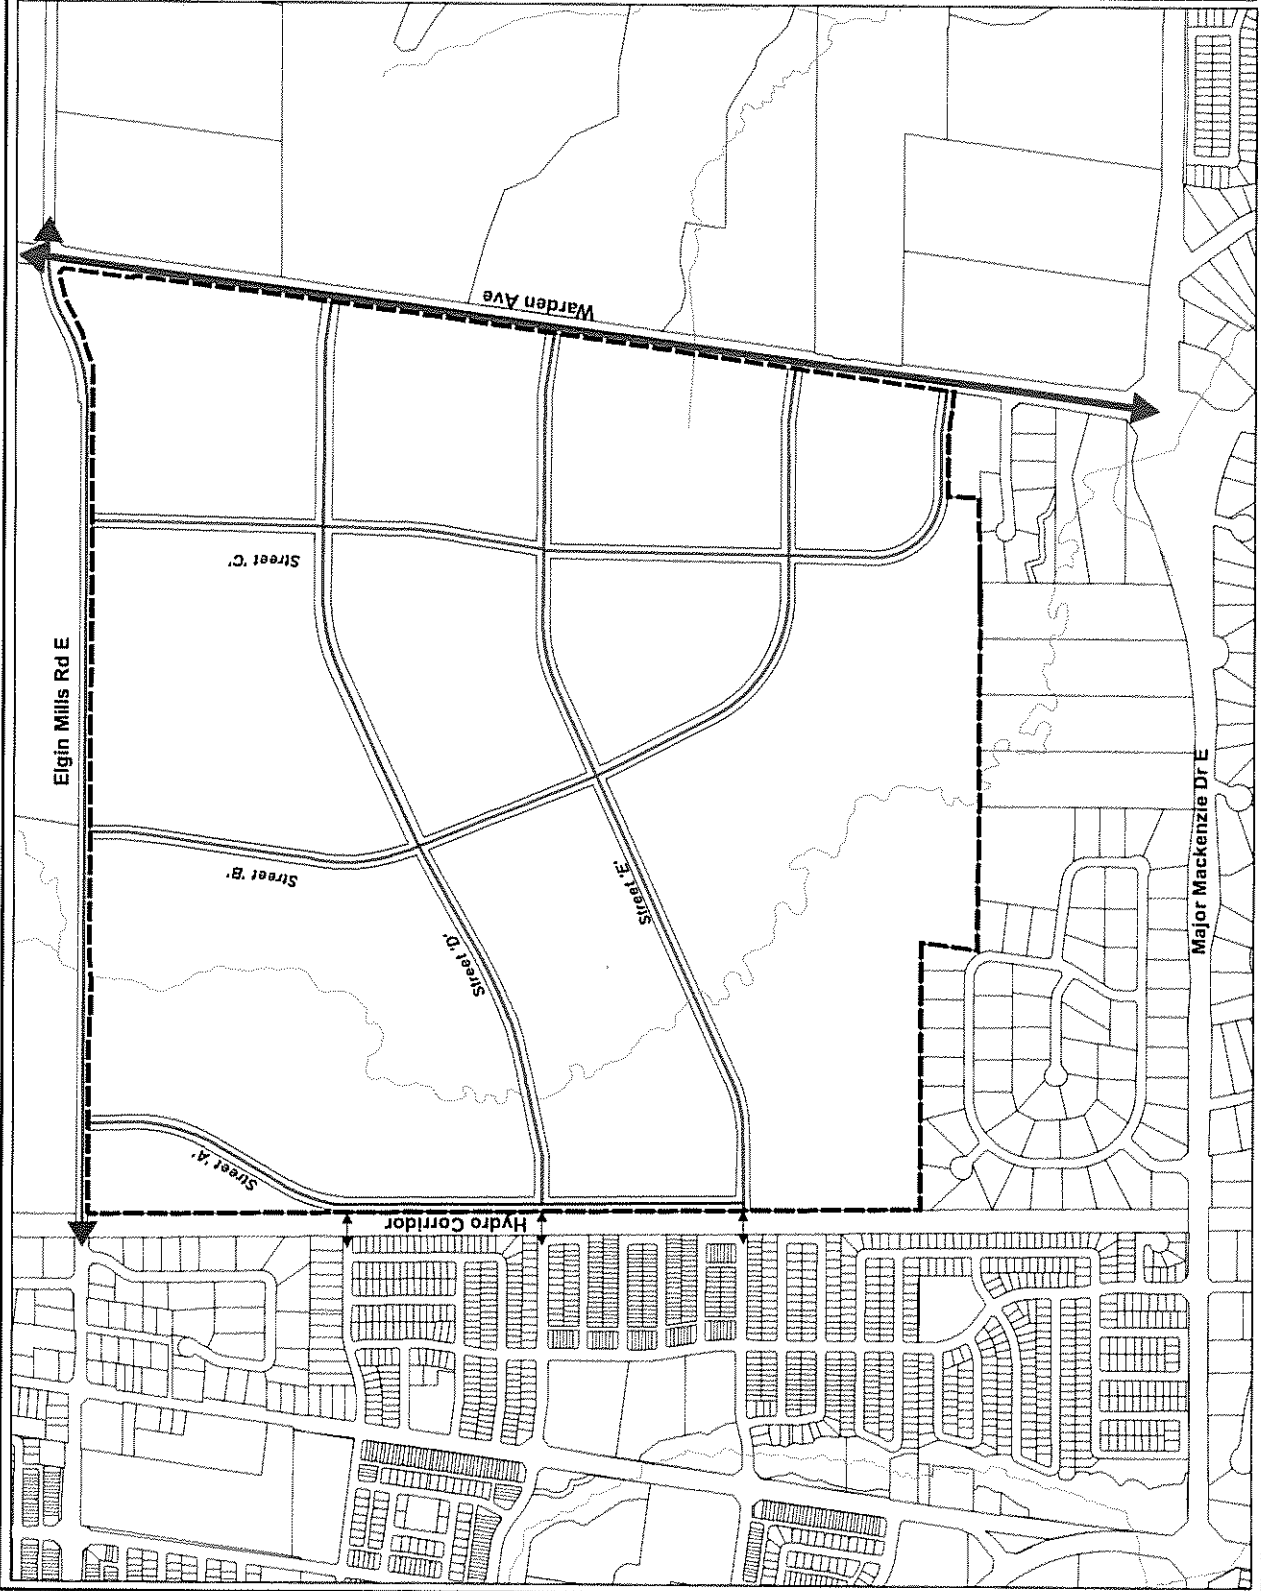 Warden Ave
Street 'C'
Elgin Mills Rd E
Street 'B'
Street 'E'
Street 'D'
Major Mackenzie Dr E
Street 'A'
Hydro Corridor